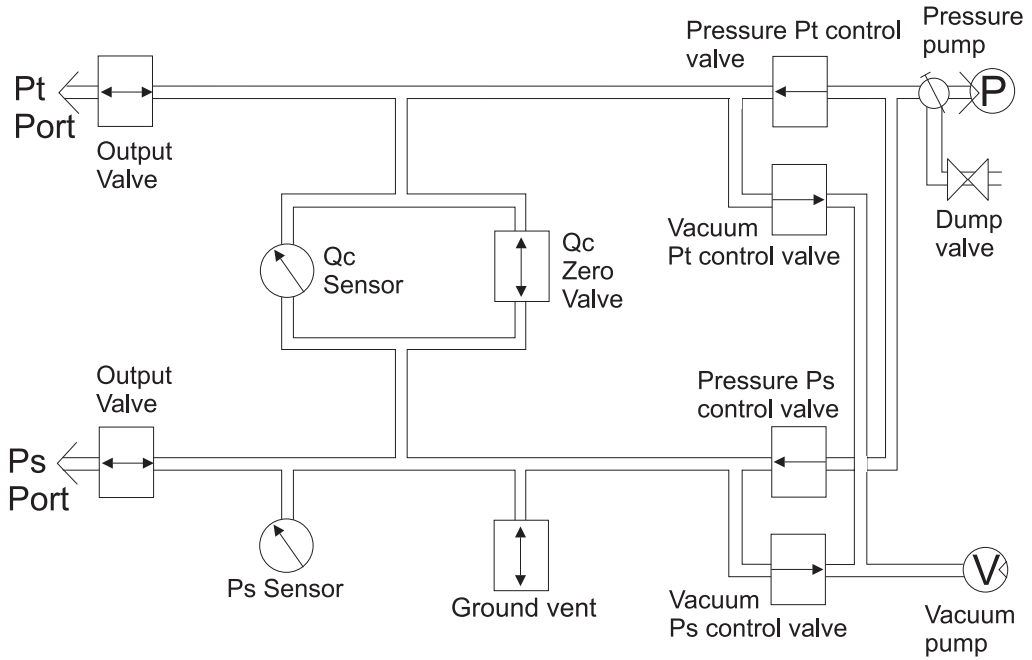 Pressure Pt control
valve
Pressure
pump
Pt
Port
P
Output
Valve
Vacuum
Pt control valve
Dump
valve
Qc
Sensor
Qc
Zero
Valve
Output
Valve
Pressure Ps
control valve
Ps
Port
Ps Sensor
Ground vent
Vacuum
Ps control valve
V
Vacuum
pump